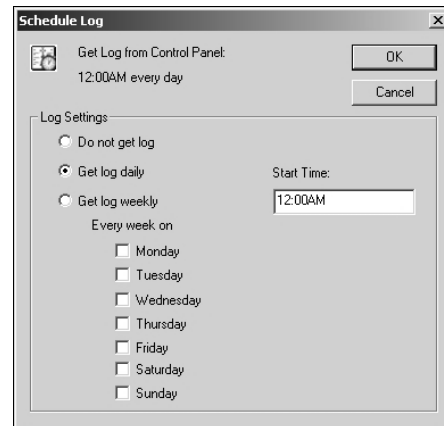 Schedule Log
Get Log from Control Panel:
12:00AM every day
OK
Cancel
Log Settings
Do not get log
Get log daily
Start Time:
Get log weekly
12:00AM
Every week on
Monday
Tuesday
Wednesday
Thursday
Friday
Saturday
Sunday